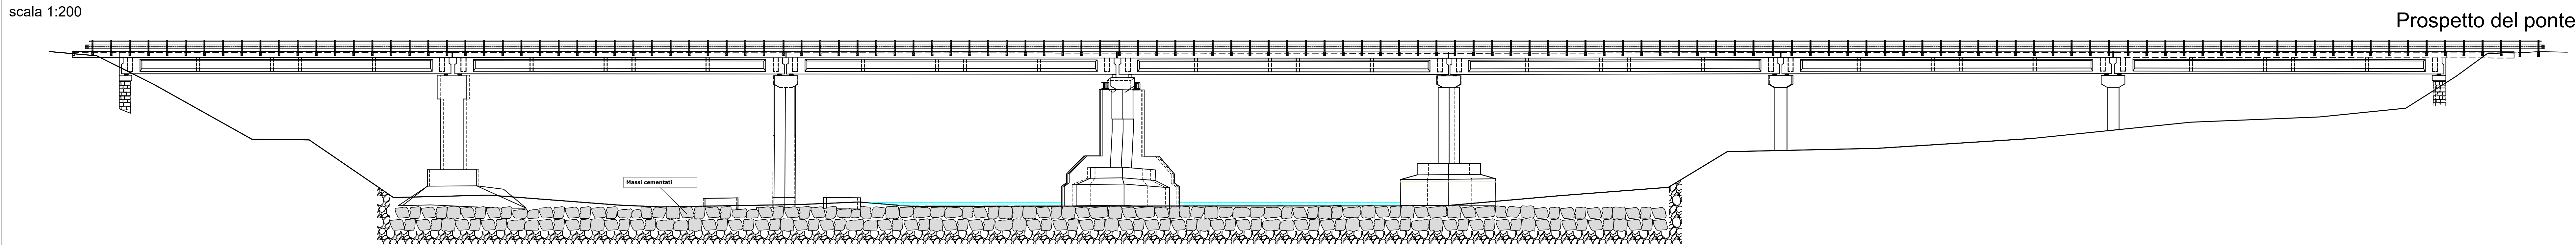 scala 1:200
Prospetto del ponte
Massi cementati